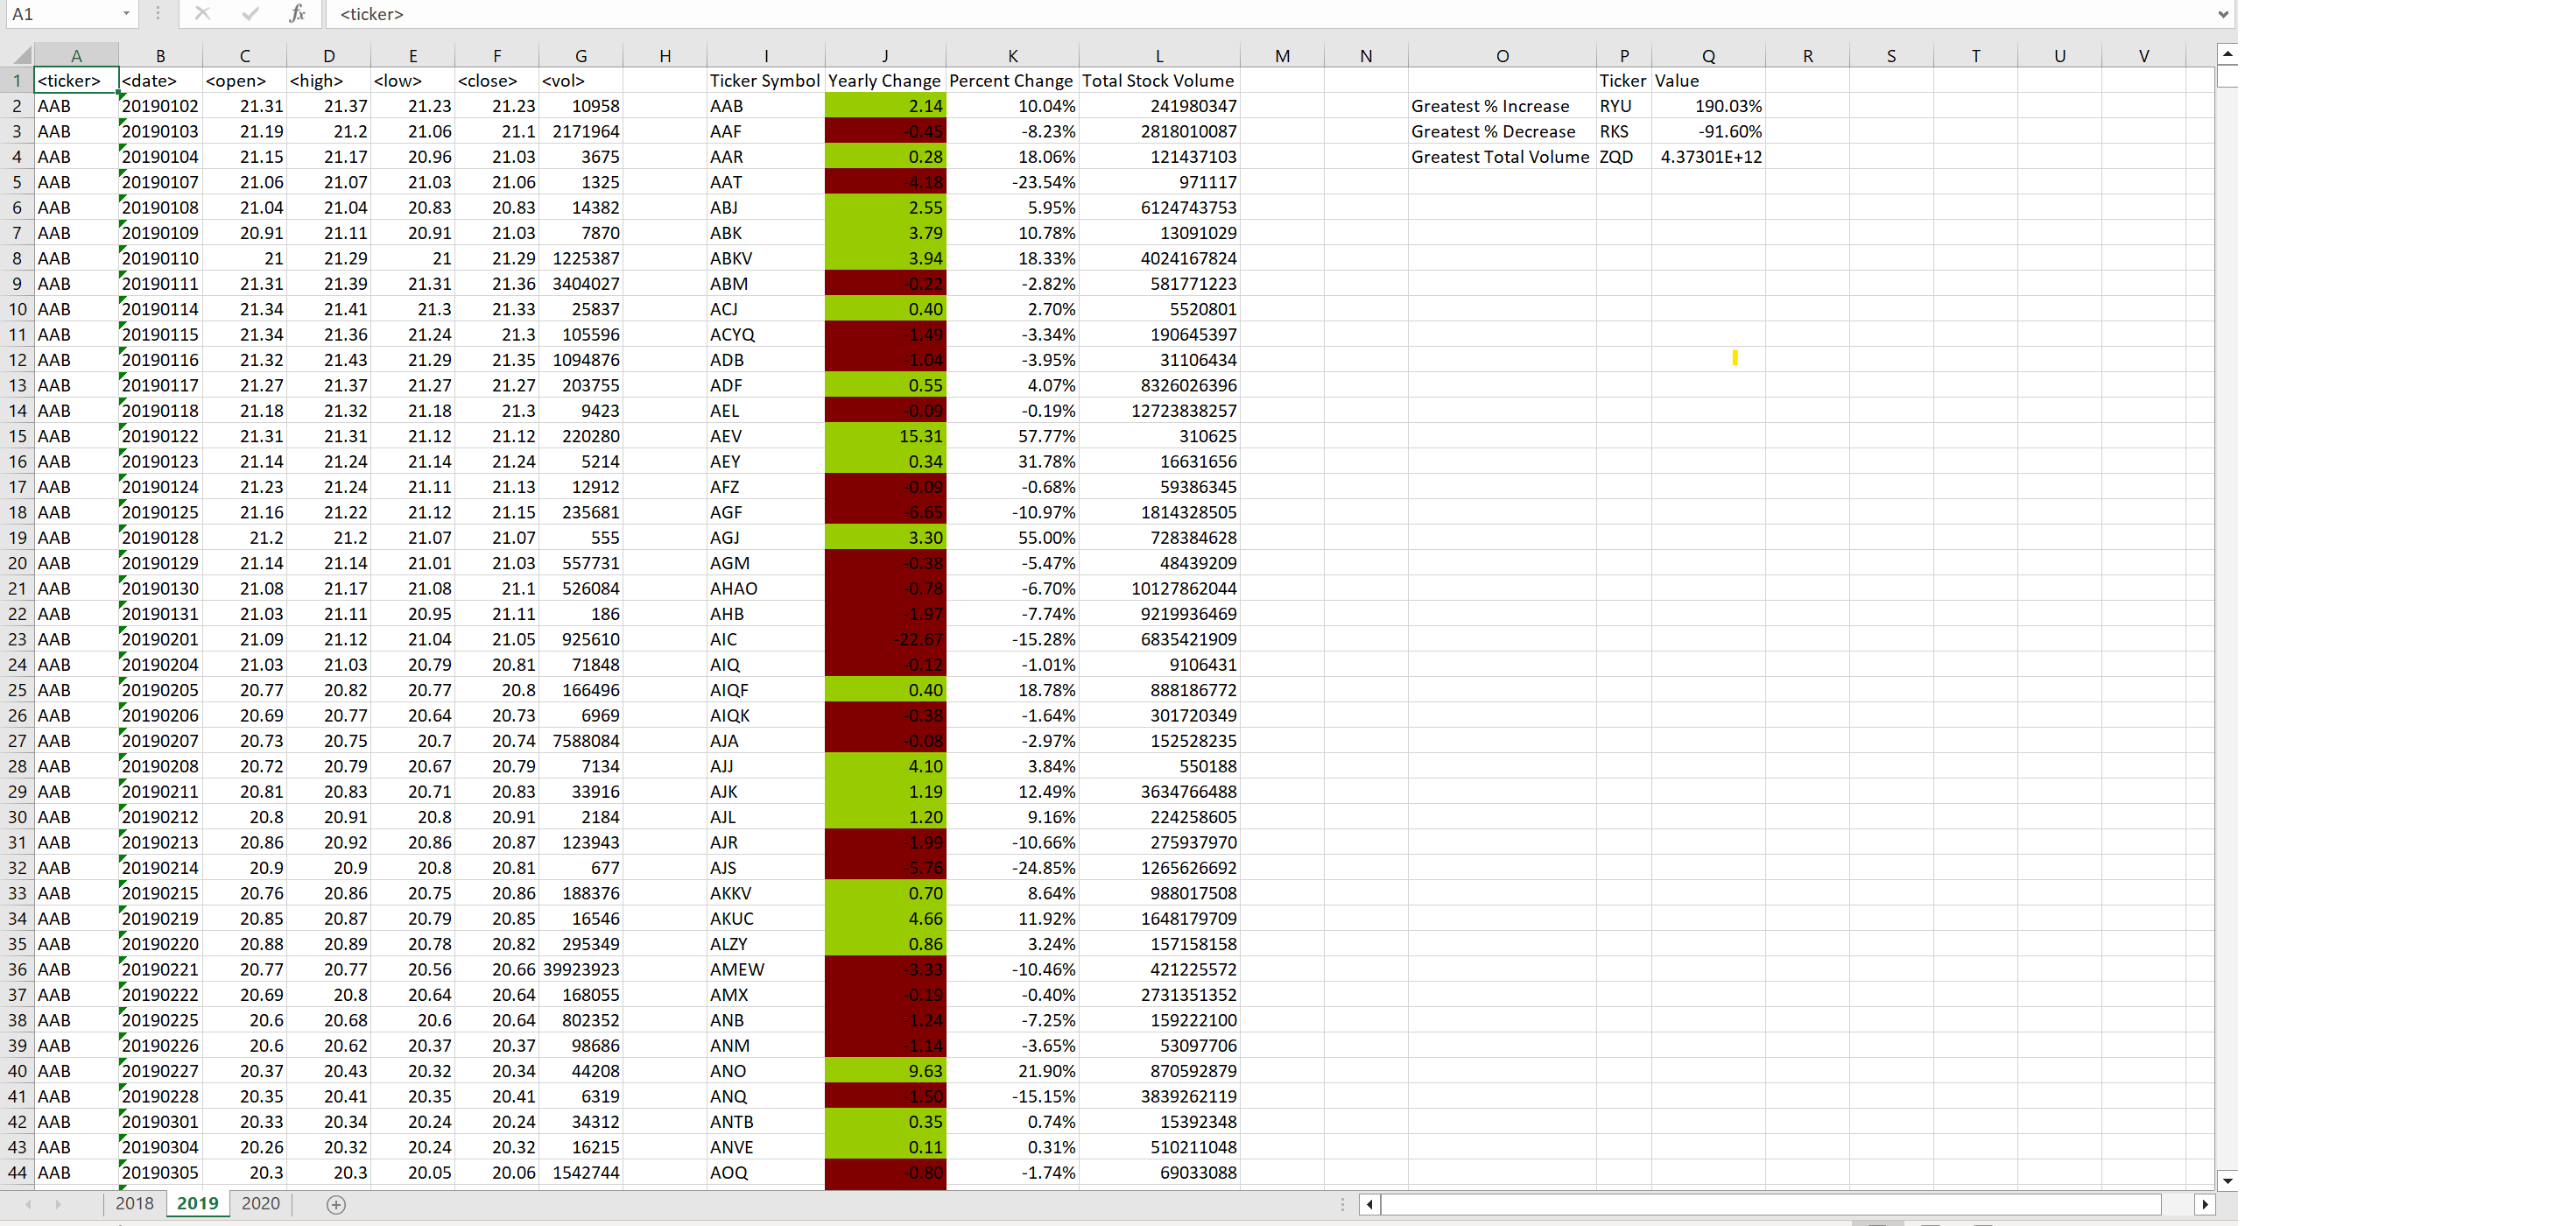 A1 fx <ticker>
A B C D E F G H I J K L M N O P Q R S T U V
1 <ticker> <date> <open> <high> <low> <close> <vol> Ticker Symbol Yearly Change Percent Change Total Stock Volume Ticker Value
2 AAB 20190102 21.31 21.37 21.23 21.23 10958 AAB 2.14 10.04% 241980347 Greatest % Increase RYU 190.03%
3 AAB 20190103 21.19 21.2 21.06 21.1 2171964 AAF -0.45 -8.23% 2818010087 Greatest % Decrease RKS -91.60%
4 AAB 20190104 21.15 21.17 20.96 21.03 3675 AAR 0.28 18.06% 121437103 Greatest Total Volume ZQD 4.37301E+12
5 AAB 20190107 21.06 21.07 21.03 21.06 1325 AAT -4.18 -23.54% 971117
6 AAB 20190108 21.04 21.04 20.83 20.83 14382 ABJ 2.55 5.95% 6124743753
7 AAB 20190109 20.91 21.11 20.91 21.03 7870 ABK 3.79 10.78% 13091029
8 AAB 20190110 21 21.29 21 21.29 1225387 ABKV 3.94 18.33% 4024167824
9 AAB 20190111 21.31 21.39 21.31 21.36 3404027 ABM -0.22 -2.82% 581771223
10 AAB 20190114 21.34 21.41 21.3 21.33 25837 ACJ 0.40 2.70% 5520801
11 AAB 20190115 21.34 21.36 21.24 21.3 105596 ACYQ -1.49 -3.34% 190645397
12 AAB 20190116 21.32 21.43 21.29 21.35 1094876 ADB -1.04 -3.95% 31106434
13 AAB 20190117 21.27 21.37 21.27 21.27 203755 ADF 0.55 4.07% 8326026396
14 AAB 20190118 21.18 21.32 21.18 21.3 9423 AEL -0.09 -0.19% 12723838257
15 AAB 20190122 21.31 21.31 21.12 21.12 220280 AEV 15.31 57.77% 310625
16 AAB 20190123 21.14 21.24 21.14 21.24 5214 AEY 0.34 31.78% 16631656
17 AAB 20190124 21.23 21.24 21.11 21.13 12912 AFZ -0.09 -0.68% 59386345
18 AAB 20190125 21.16 21.22 21.12 21.15 235681 AGF -6.65 -10.97% 1814328505
19 AAB 20190128 21.2 21.2 21.07 21.07 555 AGJ 3.30 55.00% 728384628
20 AAB 20190129 21.14 21.14 21.01 21.03 557731 AGM -0.38 -5.47% 48439209
21 AAB 20190130 21.08 21.17 21.08 21.1 526084 AHAO -0.78 -6.70% 10127862044
22 AAB 20190131 21.03 21.11 20.95 21.11 186 AHB -1.97 -7.74% 9219936469
23 AAB 20190201 21.09 21.12 21.04 21.05 925610 AIC -22.67 -15.28% 6835421909
24 AAB 20190204 21.03 21.03 20.79 20.81 71848 AIQ -0.12 -1.01% 9106431
25 AAB 20190205 20.77 20.82 20.77 20.8 166496 AIQF 0.40 18.78% 888186772
26 AAB 20190206 20.69 20.77 20.64 20.73 6969 AIQK -0.38 -1.64% 301720349
27 AAB 20190207 20.73 20.75 20.7 20.74 7588084 AJA -0.08 -2.97% 152528235
28 AAB 20190208 20.72 20.79 20.67 20.79 7134 AJJ 4.10 3.84% 550188
29 AAB 20190211 20.81 20.83 20.71 20.83 33916 AJK 1.19 12.49% 3634766488
30 AAB 20190212 20.8 20.91 20.8 20.91 2184 AJL 1.20 9.16% 224258605
31 AAB 20190213 20.86 20.92 20.86 20.87 123943 AJR -1.99 -10.66% 275937970
32 AAB 20190214 20.9 20.9 20.8 20.81 677 AJS -5.76 -24.85% 1265626692
33 AAB 20190215 20.76 20.86 20.75 20.86 188376 AKKV 0.70 8.64% 988017508
34 AAB 20190219 20.85 20.87 20.79 20.85 16546 AKUC 4.66 11.92% 1648179709
35 AAB 20190220 20.88 20.89 20.78 20.82 295349 ALZY 0.86 3.24% 157158158
36 AAB 20190221 20.77 20.77 20.56 20.66 39923923 AMEW -3.33 -10.46% 421225572
37 AAB 20190222 20.69 20.8 20.64 20.64 168055 AMX -0.19 -0.40% 2731351352
38 AAB 20190225 20.6 20.68 20.6 20.64 802352 ANB -1.24 -7.25% 159222100
39 AAB 20190226 20.6 20.62 20.37 20.37 98686 ANM -1.14 -3.65% 53097706
40 AAB 20190227 20.37 20.43 20.32 20.34 44208 ANO 9.63 21.90% 870592879
41 AAB 20190228 20.35 20.41 20.35 20.41 6319 ANQ -1.50 -15.15% 3839262119
42 AAB 20190301 20.33 20.34 20.24 20.24 34312 ANTB 0.35 0.74% 15392348
43 AAB 20190304 20.26 20.32 20.24 20.32 16215 ANVE 0.11 0.31% 510211048
44 AAB 20190305 20.3 20.3 20.05 20.06 1542744 AOQ -0.80 -1.74% 69033088
2018 2019 2020